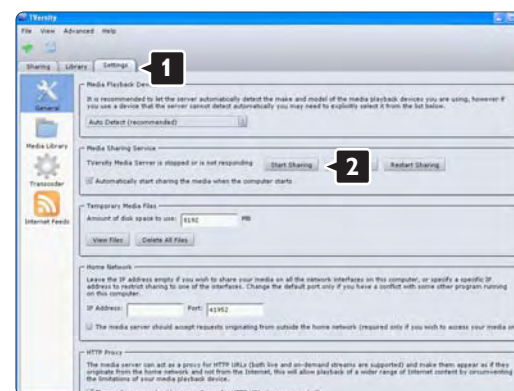 TVersity
File View Advanced Help
Sharing Library Settings
1
General
Media Library
Transcoder
Internet Feeds
Media Playback
It is recommended to let the server automatically detect the make and model of the media playback devices you are using, however if
you use a device that the server cannot detect automatically you may need to explicitly select it from the list below.
Auto Detect (recommended)
Media Sharing Service
TVersity Media Server is stopped or is not responding Start Sharing Restart Sharing
2
Automatically start sharing the media when the computer starts
Temporary Media Files
Amount of disk space to use: 8192 MB
View Files Delete All Files
Home Network
Leave the IP address empty if you wish to share your media on all the network interfaces on this computer, or specify a specific IP
address to restrict sharing to one of the interfaces. Change the default port only if you have a conflict with some other program running
on this computer.
IP Address: Port: 41952
The media server should accept requests originating from outside the home network (required only if you wish to access your media
HTTP Proxy
The media server can act as a proxy for HTTP URLs (both live and on-demand streams are supported) and make them appear as if they
originate from the home network and not from the Internet, this will allow playback of a wider range of Internet content by circumventing
the limitations of your media playback device.